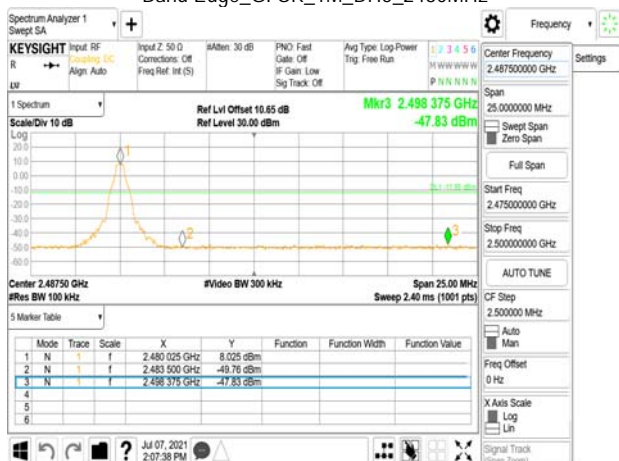 Band Edge_GFSK_1M_DH5_2480MHz
Spectrum Analyzer 1
Swept SA
Frequency
KEYSIGHT
R
LU
Input: RF
Coupling: DC
Align: Auto
Input Z: 50 Ω
Corrections: Off
Freq Ref: Int (S)
#Atten: 30 dB
PNO: Fast
Gate: Off
IF Gain: Low
Sig Track: Off
Avg Type: Log-Power
Trig: Free Run
1 2 3 4 5 6
M W W W W W
P N N N N N
1 Spectrum
Scale/Div 10 dB
Ref Lvl Offset 10.65 dB
Ref Level 30.00 dBm
Mkr3 2.498 375 GHz
-47.83 dBm
Log
20.0
10.0
0.00
-10.0
-20.0
-30.0
-40.0
-50.0
-60.0
1
2
3
Center 2.48750 GHz
#Res BW 100 kHz
#Video BW 300 kHz
Span 25.00 MHz
Sweep 2.40 ms (1001 pts)
5 Marker Table
Mode Trace Scale X Y Function Function Width Function Value
1 N 1 f 2.480 025 GHz 8.025 dBm
2 N 1 f 2.483 500 GHz -49.76 dBm
3 N 1 f 2.498 375 GHz -47.83 dBm
4
5
6
Jul 07, 2021
2:07:38 PM
Center Frequency
2.487500000 GHz
Settings
Span
25.0000000 MHz
Swept Span
Zero Span
Full Span
Start Freq
2.475000000 GHz
Stop Freq
2.500000000 GHz
AUTO TUNE
CF Step
2.500000 MHz
Auto
Man
Freq Offset
0 Hz
X Axis Scale
Log
Lin
Signal Track